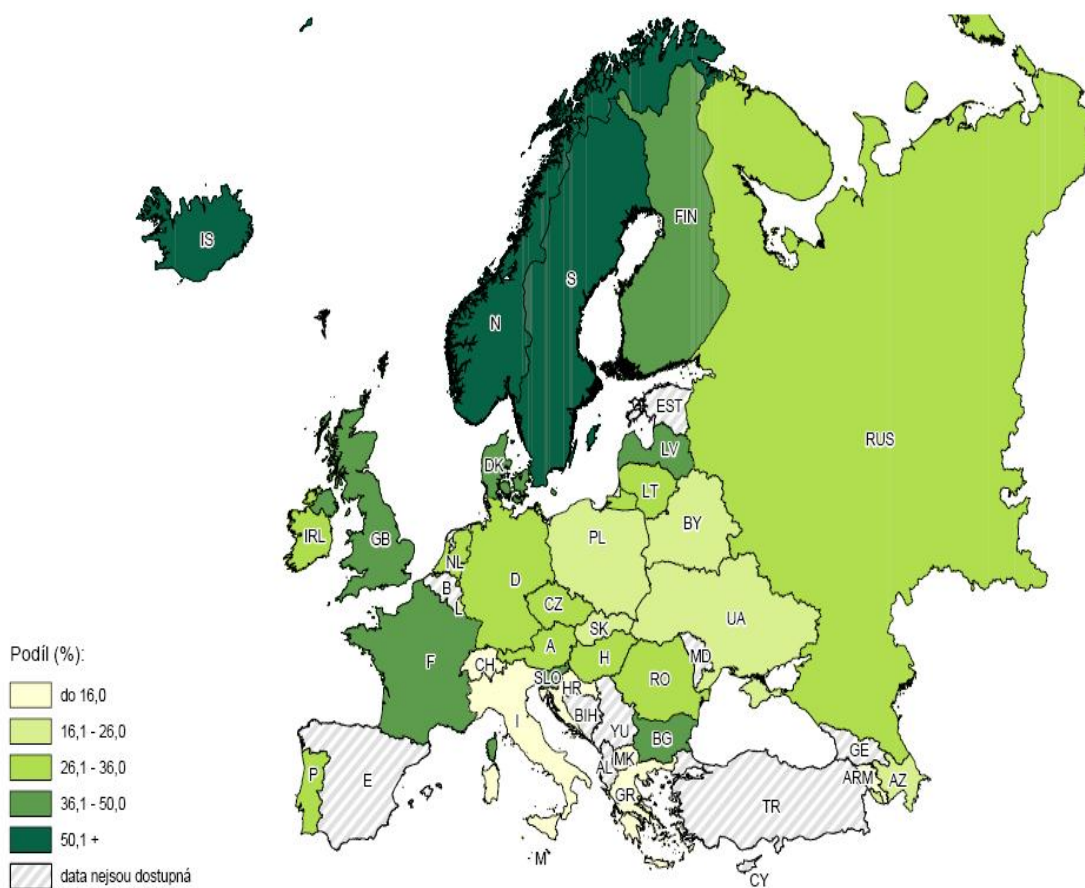 IS
FIN
S
N
EST
RUS
LV
DK
LT
IRL
BY
GB
PL
NL
D
B
L
CZ
UA
SK
A
H
MD
F
CH
SLO
RO
HR
I
BIH
YU
BG
GE
MK
AL
ARM
AZ
P
E
GR
TR
M
CY
Podíl (%):
do 16,0
16,1 - 26,0
26,1 - 36,0
36,1 - 50,0
50,1 +
data nejsou dostupná